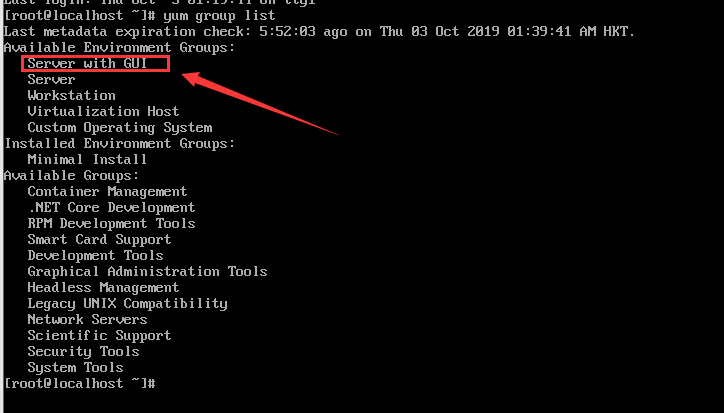 [root@localhost ~]# yum group list
Last metadata expiration check: 5:52:03 ago on Thu 03 Oct 2019 01:39:41 AM HKT.
Available Environment Groups:
Server with GUI
Server
Workstation
Virtualization Host
Custom Operating System
Installed Environment Groups:
Minimal Install
Available Groups:
Container Management
.NET Core Development
RPM Development Tools
Smart Card Support
Development Tools
Graphical Administration Tools
Headless Management
Legacy UNIX Compatibility
Network Servers
Scientific Support
Security Tools
System Tools
[root@localhost ~]#